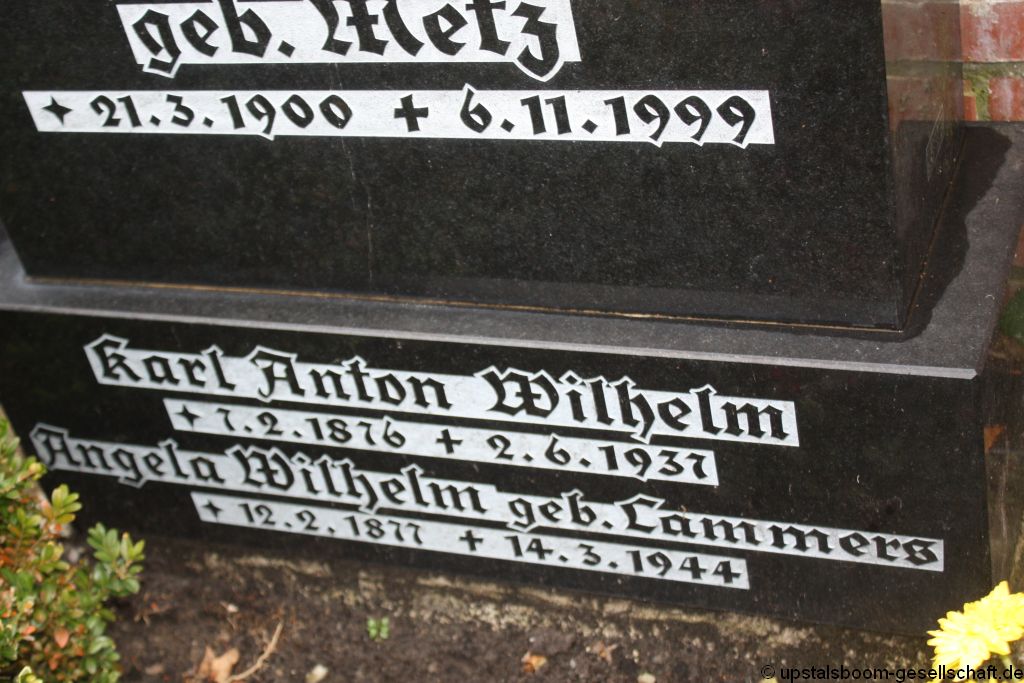 geb. Metz
✦ 21.3.1900 ✝ 6.11.1999
Karl Anton Wilhelm
✦ 7.2.1876 ✝ 2.6.1937
Angela Wilhelm geb. Lammers
✦ 12.2.1877 ✝ 14.3.1944
© upstalsboom-gesellschaft.de